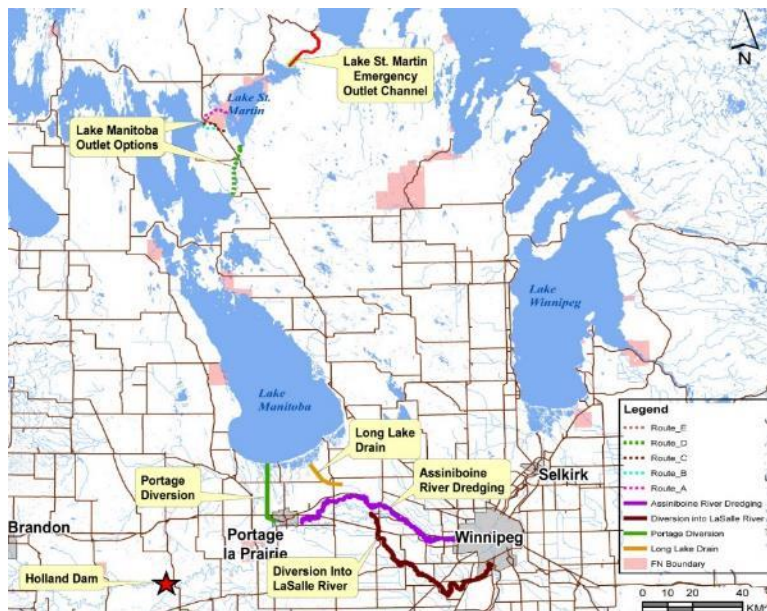 N
Lake St. Martin
Emergency
Outlet Channel
Lake St.
Martin
Lake Manitoba
Outlet Options
Lake
Winnipeg
Lake
Manitoba
Long Lake
Drain
Portage
Diversion
Assiniboine
River Dredging
Selkirk
Brandon
Portage
la Prairie
Winnipeg
Holland Dam
Diversion Into
LaSalle River
Legend
Route_E
Route_D
Route_C
Route_B
Route_A
Assiniboine River Dredging
Diversion into LaSalle River
Portage Diversion
Long Lake Drain
FN Boundary
0 20 40
KM